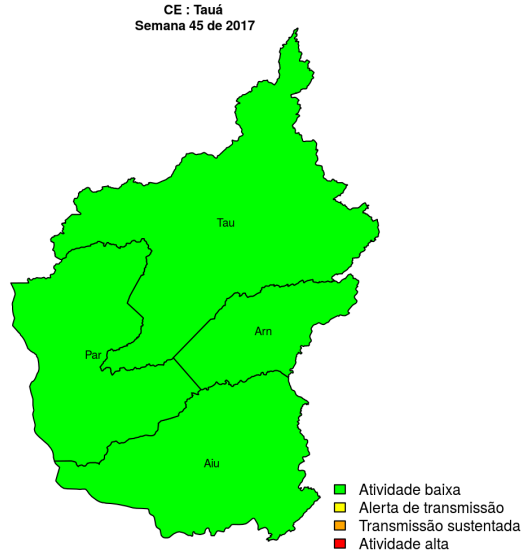 CE : Tauá
Semana 45 de 2017
Tau
Arn
Par
Aiu
Atividade baixa
Alerta de transmissão
Transmissão sustentada
Atividade alta